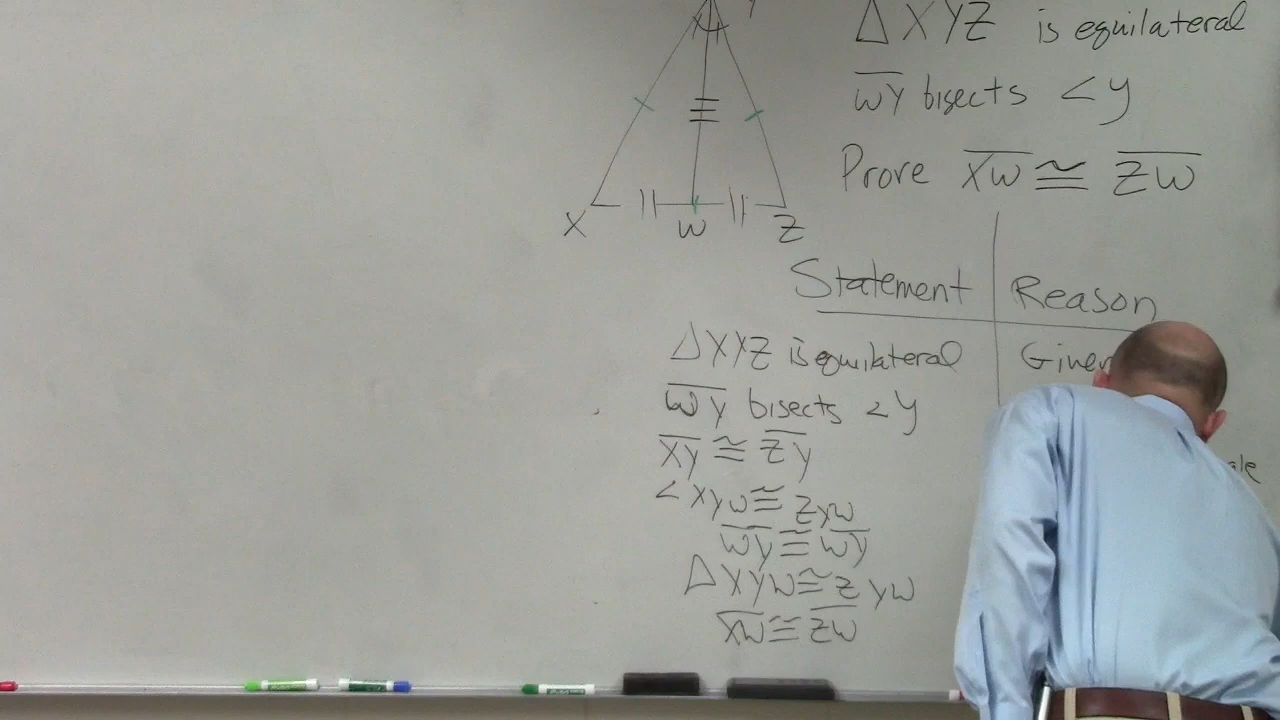 △XYZ is equilateral
WY bisects <y
Prove XW ≅ ZW
X W Z
Statement Reason
△XYZ is equilateral Given
WY bisects <y
XY ≅ ZY
<XYW ≅ ZYW
WY ≅ WY
△XYW ≅ ZYW
XW ≅ ZW